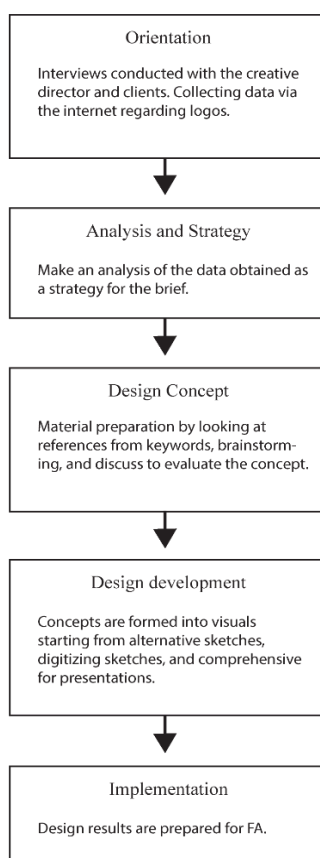 Orientation
Interviews conducted with the creative
director and clients. Collecting data via
the internet regarding logos.
Analysis and Strategy
Make an analysis of the data obtained as
a strategy for the brief.
Design Concept
Material preparation by looking at
references from keywords, brainstorm-
ing, and discuss to evaluate the concept.
Design development
Concepts are formed into visuals
starting from alternative sketches,
digitizing sketches, and comprehensive
for presentations.
Implementation
Design results are prepared for FA.